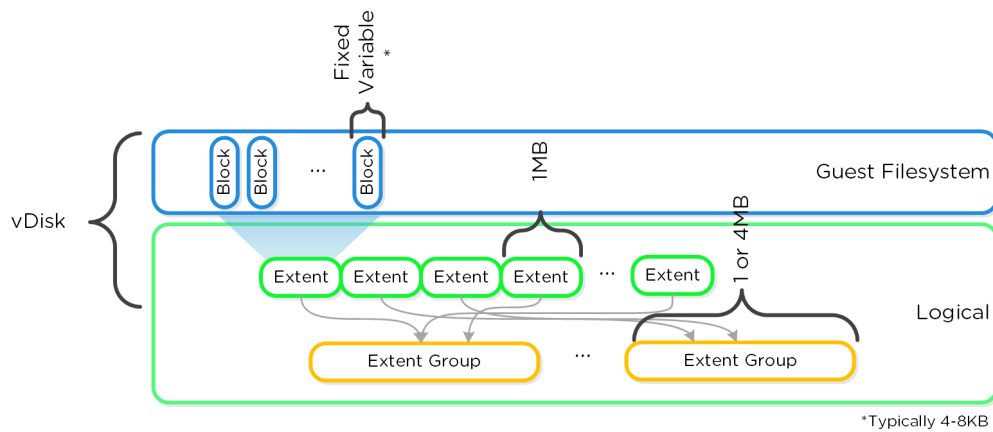 Fixed
Variable
*
vDisk
Block
Block
...
Block
1MB
Guest Filesystem
1 or 4MB
Extent
Extent
Extent
Extent
...
Extent
Logical
Extent Group
...
Extent Group
*Typically 4-8KB